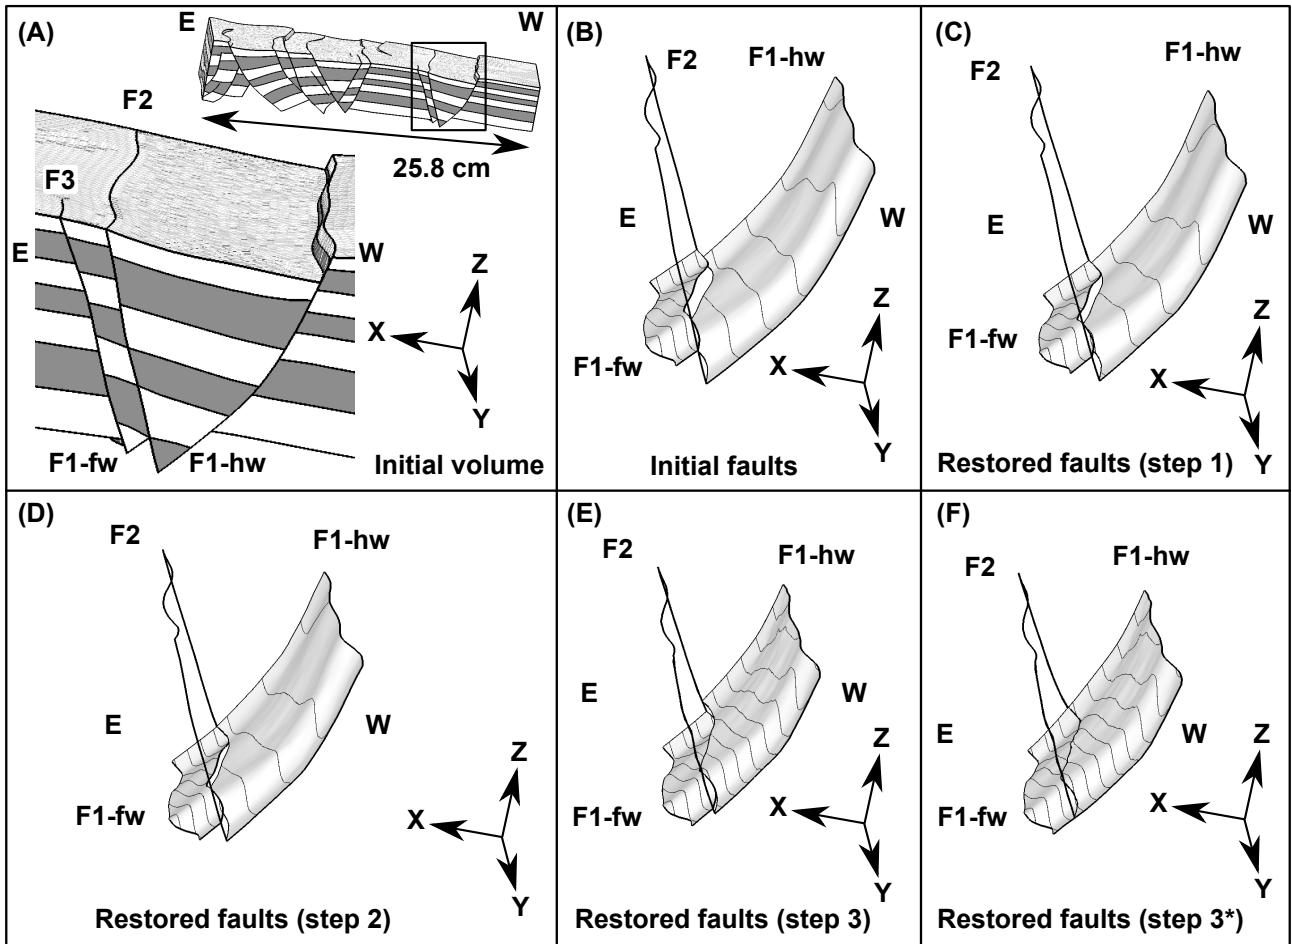 (A)
E
W
25.8 cm
F2
F3
E
W
Z
X
Y
F1-fw
F1-hw
Initial volume
(B)
F2
F1-hw
E
W
F1-fw
Z
X
Y
Initial faults
(C)
F2
F1-hw
E
W
F1-fw
Z
X
Y
Restored faults (step 1)
(D)
F2
F1-hw
E
W
F1-fw
Z
X
Y
Restored faults (step 2)
(E)
F2
F1-hw
E
W
F1-fw
Z
X
Y
Restored faults (step 3)
(F)
F2
F1-hw
E
W
F1-fw
Z
X
Y
Restored faults (step 3*)